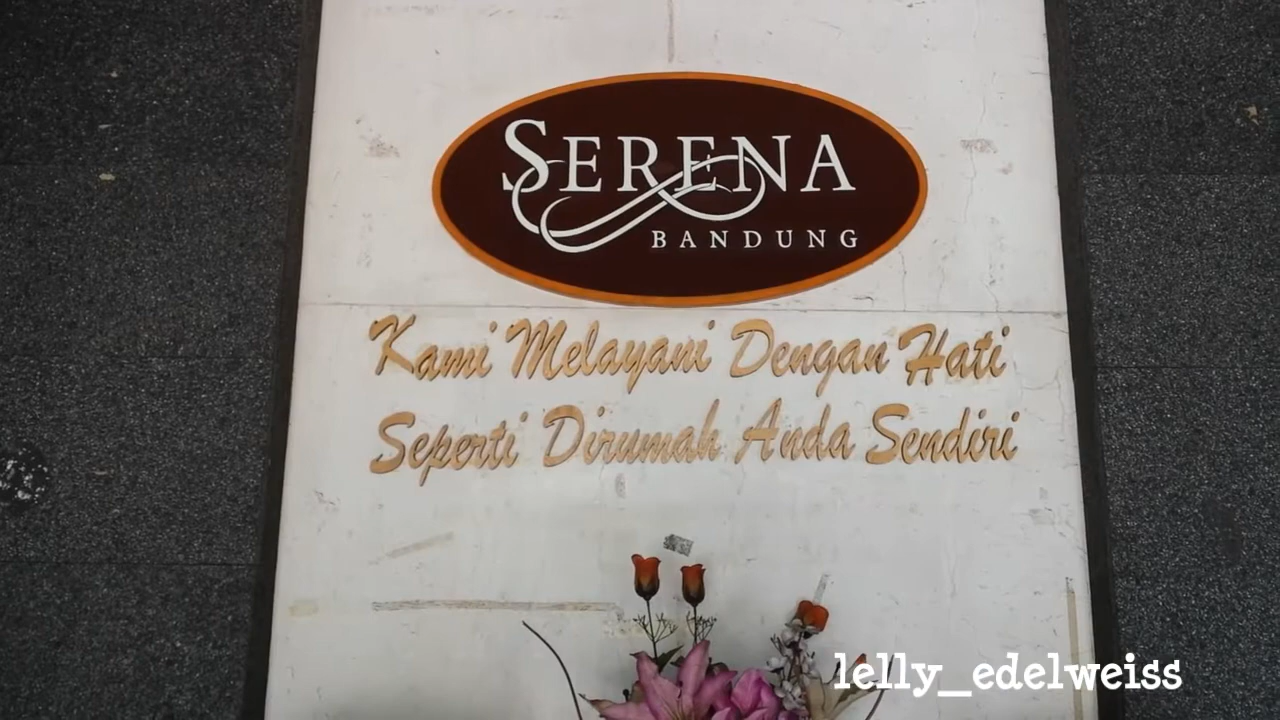 SERENA
BANDUNG
Kami Melayani Dengan Hati
Seperti Dirumah Anda Sendiri
lelly_edelweiss